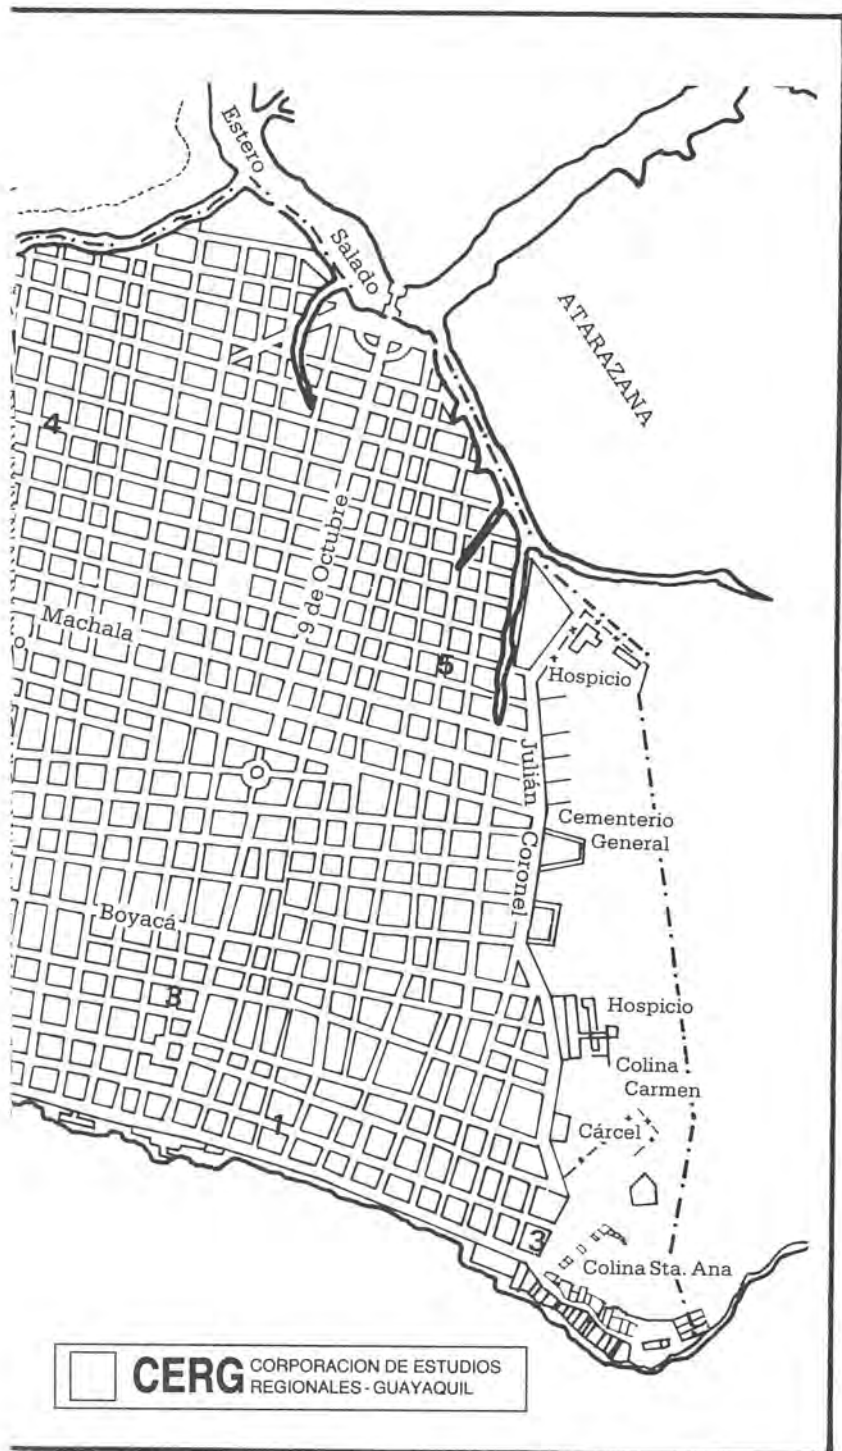 Estero
Salado
ATARAZANA
4
9 de Octubre
Machala
5
Hospicio
Julián Coronel
Cementerio
General
Boyacá
3
Hospicio
Colina
Carmen
1
Cárcel
3
Colina Sta. Ana
CERG CORPORACION DE ESTUDIOS
REGIONALES - GUAYAQUIL